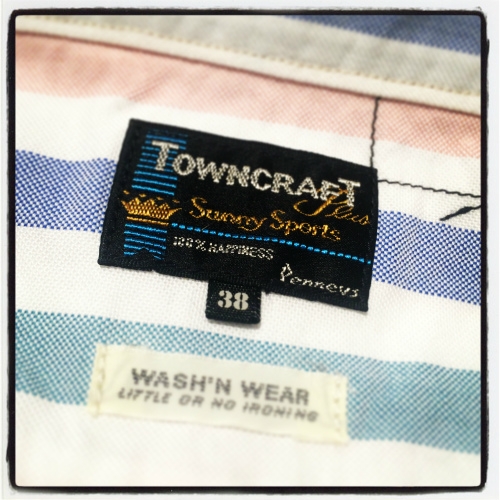 TOWNCRAFT
Plus
Sunny Sports
100% HAPPINESS
Penneys
38
WASH'N WEAR
LITTLE OR NO IRONING